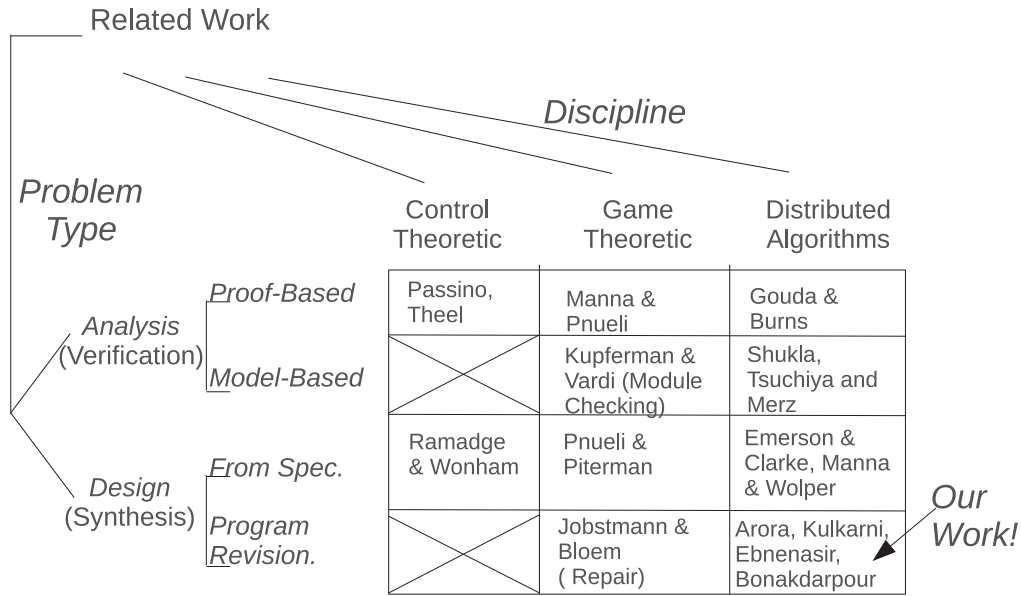 Related Work
Discipline
Problem
Type
Control
Theoretic
Game
Theoretic
Distributed
Algorithms
Analysis
(Verification)
Proof-Based
Passino,
Theel
Manna &
Pnueli
Gouda &
Burns
Model-Based
Kupferman &
Vardi (Module
Checking)
Shukla,
Tsuchiya and
Merz
Design
(Synthesis)
From Spec.
Ramadge
& Wonham
Pnueli &
Piterman
Emerson &
Clarke, Manna
& Wolper
Program
Revision.
Jobstmann &
Bloem
( Repair)
Arora, Kulkarni,
Ebnenasir,
Bonakdarpour
Our
Work!